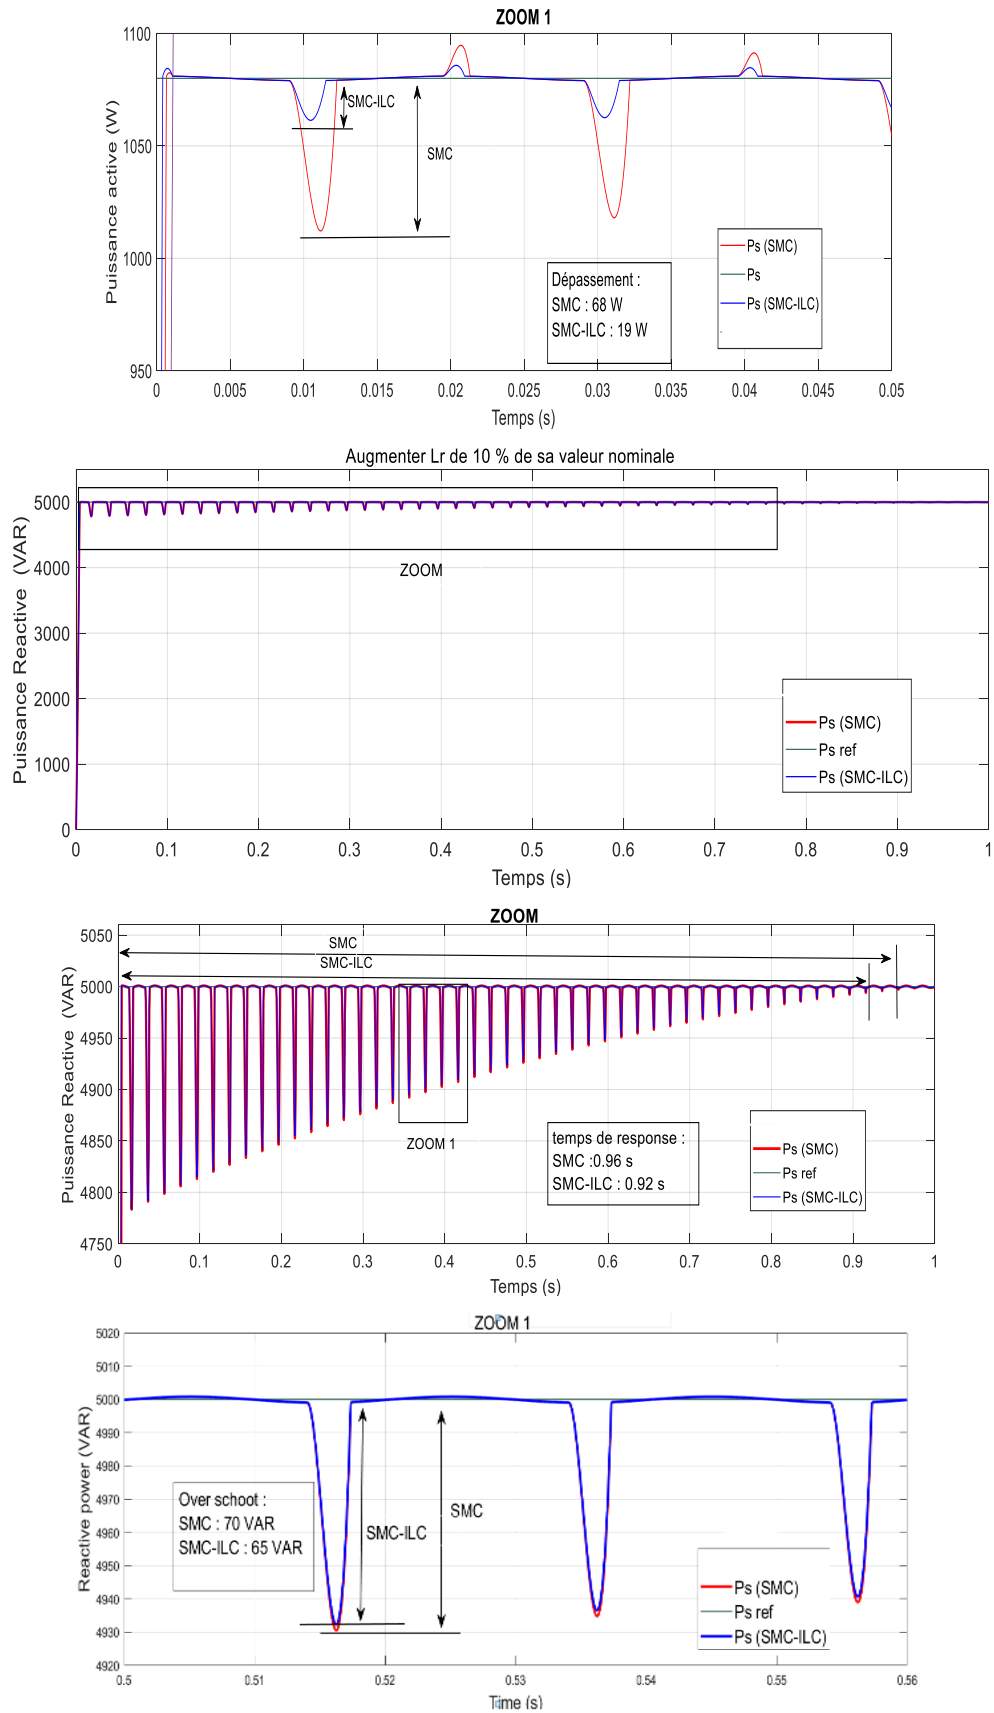 ZOOM 1
Puissance active (W)
1100
1050
1000
950
SMC-ILC
SMC
Dépassement :
SMC : 68 W
SMC-ILC : 19 W
Ps (SMC)
Ps
Ps (SMC-ILC)
0 0.005 0.01 0.015 0.02 0.025 0.03 0.035 0.04 0.045 0.05
Temps (s)
Augmenter Lr de 10 % de sa valeur nominale
Puissance Reactive (VAR)
5000
4000
3000
2000
1000
0
ZOOM
Ps (SMC)
Ps ref
Ps (SMC-ILC)
0 0.1 0.2 0.3 0.4 0.5 0.6 0.7 0.8 0.9 1
Temps (s)
ZOOM
Puissance Reactive (VAR)
5050
5000
4950
4900
4850
4800
4750
SMC
SMC-ILC
ZOOM 1
temps de response :
SMC :0.96 s
SMC-ILC : 0.92 s
Ps (SMC)
Ps ref
Ps (SMC-ILC)
0 0.1 0.2 0.3 0.4 0.5 0.6 0.7 0.8 0.9 1
Temps (s)
ZOOM 1
Reactive power (VAR)
5020
5010
5000
4990
4980
4970
4960
4950
4940
4930
4920
Over schoot :
SMC : 70 VAR
SMC-ILC : 65 VAR
SMC-ILC
SMC
Ps (SMC)
Ps ref
Ps (SMC-ILC)
0.5 0.51 0.52 0.53 0.54 0.55 0.56
Time (s)